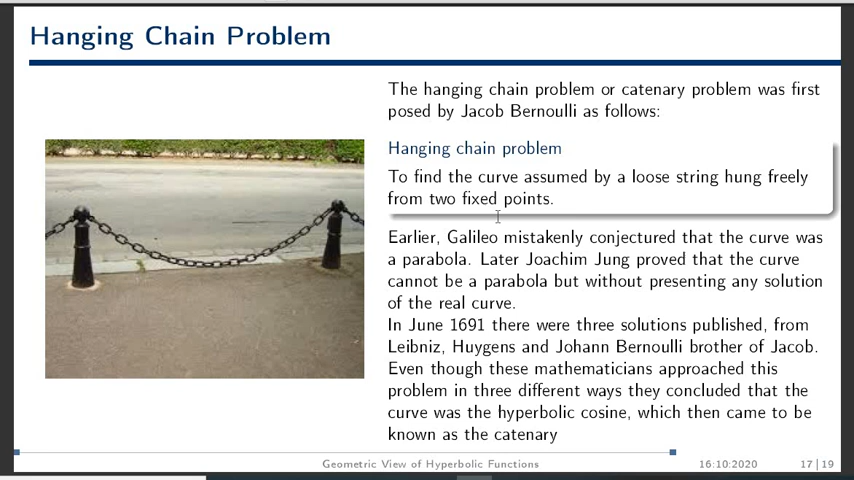 Hanging Chain Problem
The hanging chain problem or catenary problem was first
posed by Jacob Bernoulli as follows:
Hanging chain problem
To find the curve assumed by a loose string hung freely
from two fixed points.
Earlier, Galileo mistakenly conjectured that the curve was
a parabola. Later Joachim Jung proved that the curve
cannot be a parabola but without presenting any solution
of the real curve.
In June 1691 there were three solutions published, from
Leibniz, Huygens and Johann Bernoulli brother of Jacob.
Even though these mathematicians approached this
problem in three different ways they concluded that the
curve was the hyperbolic cosine, which then came to be
known as the catenary
Geometric View of Hyperbolic Functions 16:10:2020 17|19